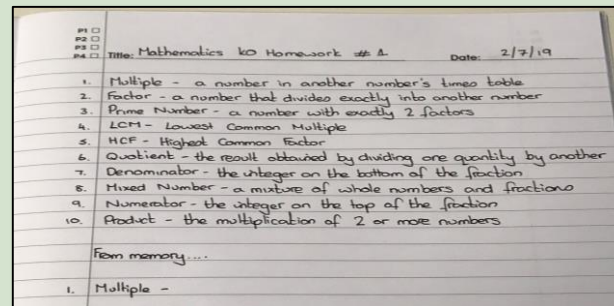 P1 ☐
P2 ☐
P3 ☐
P4 ☐ Title: Mathematics KO Homework # 1 Date: 2/7/19
1. Multiple - a number in another number's times table
2. Factor - a number that divides exactly into another number
3. Prime Number - a number with exactly 2 factors
4. LCM - Lowest Common Multiple
5. HCF - Highest Common Factor
6. Quotient - the result obtained by dividing one quantity by another
7. Denominator - the integer on the bottom of the fraction
8. Mixed Number - a mixture of whole numbers and fractions
9. Numerator - the integer on the top of the fraction
10. Product - the multiplication of 2 or more numbers
From memory....
1. Multiple -